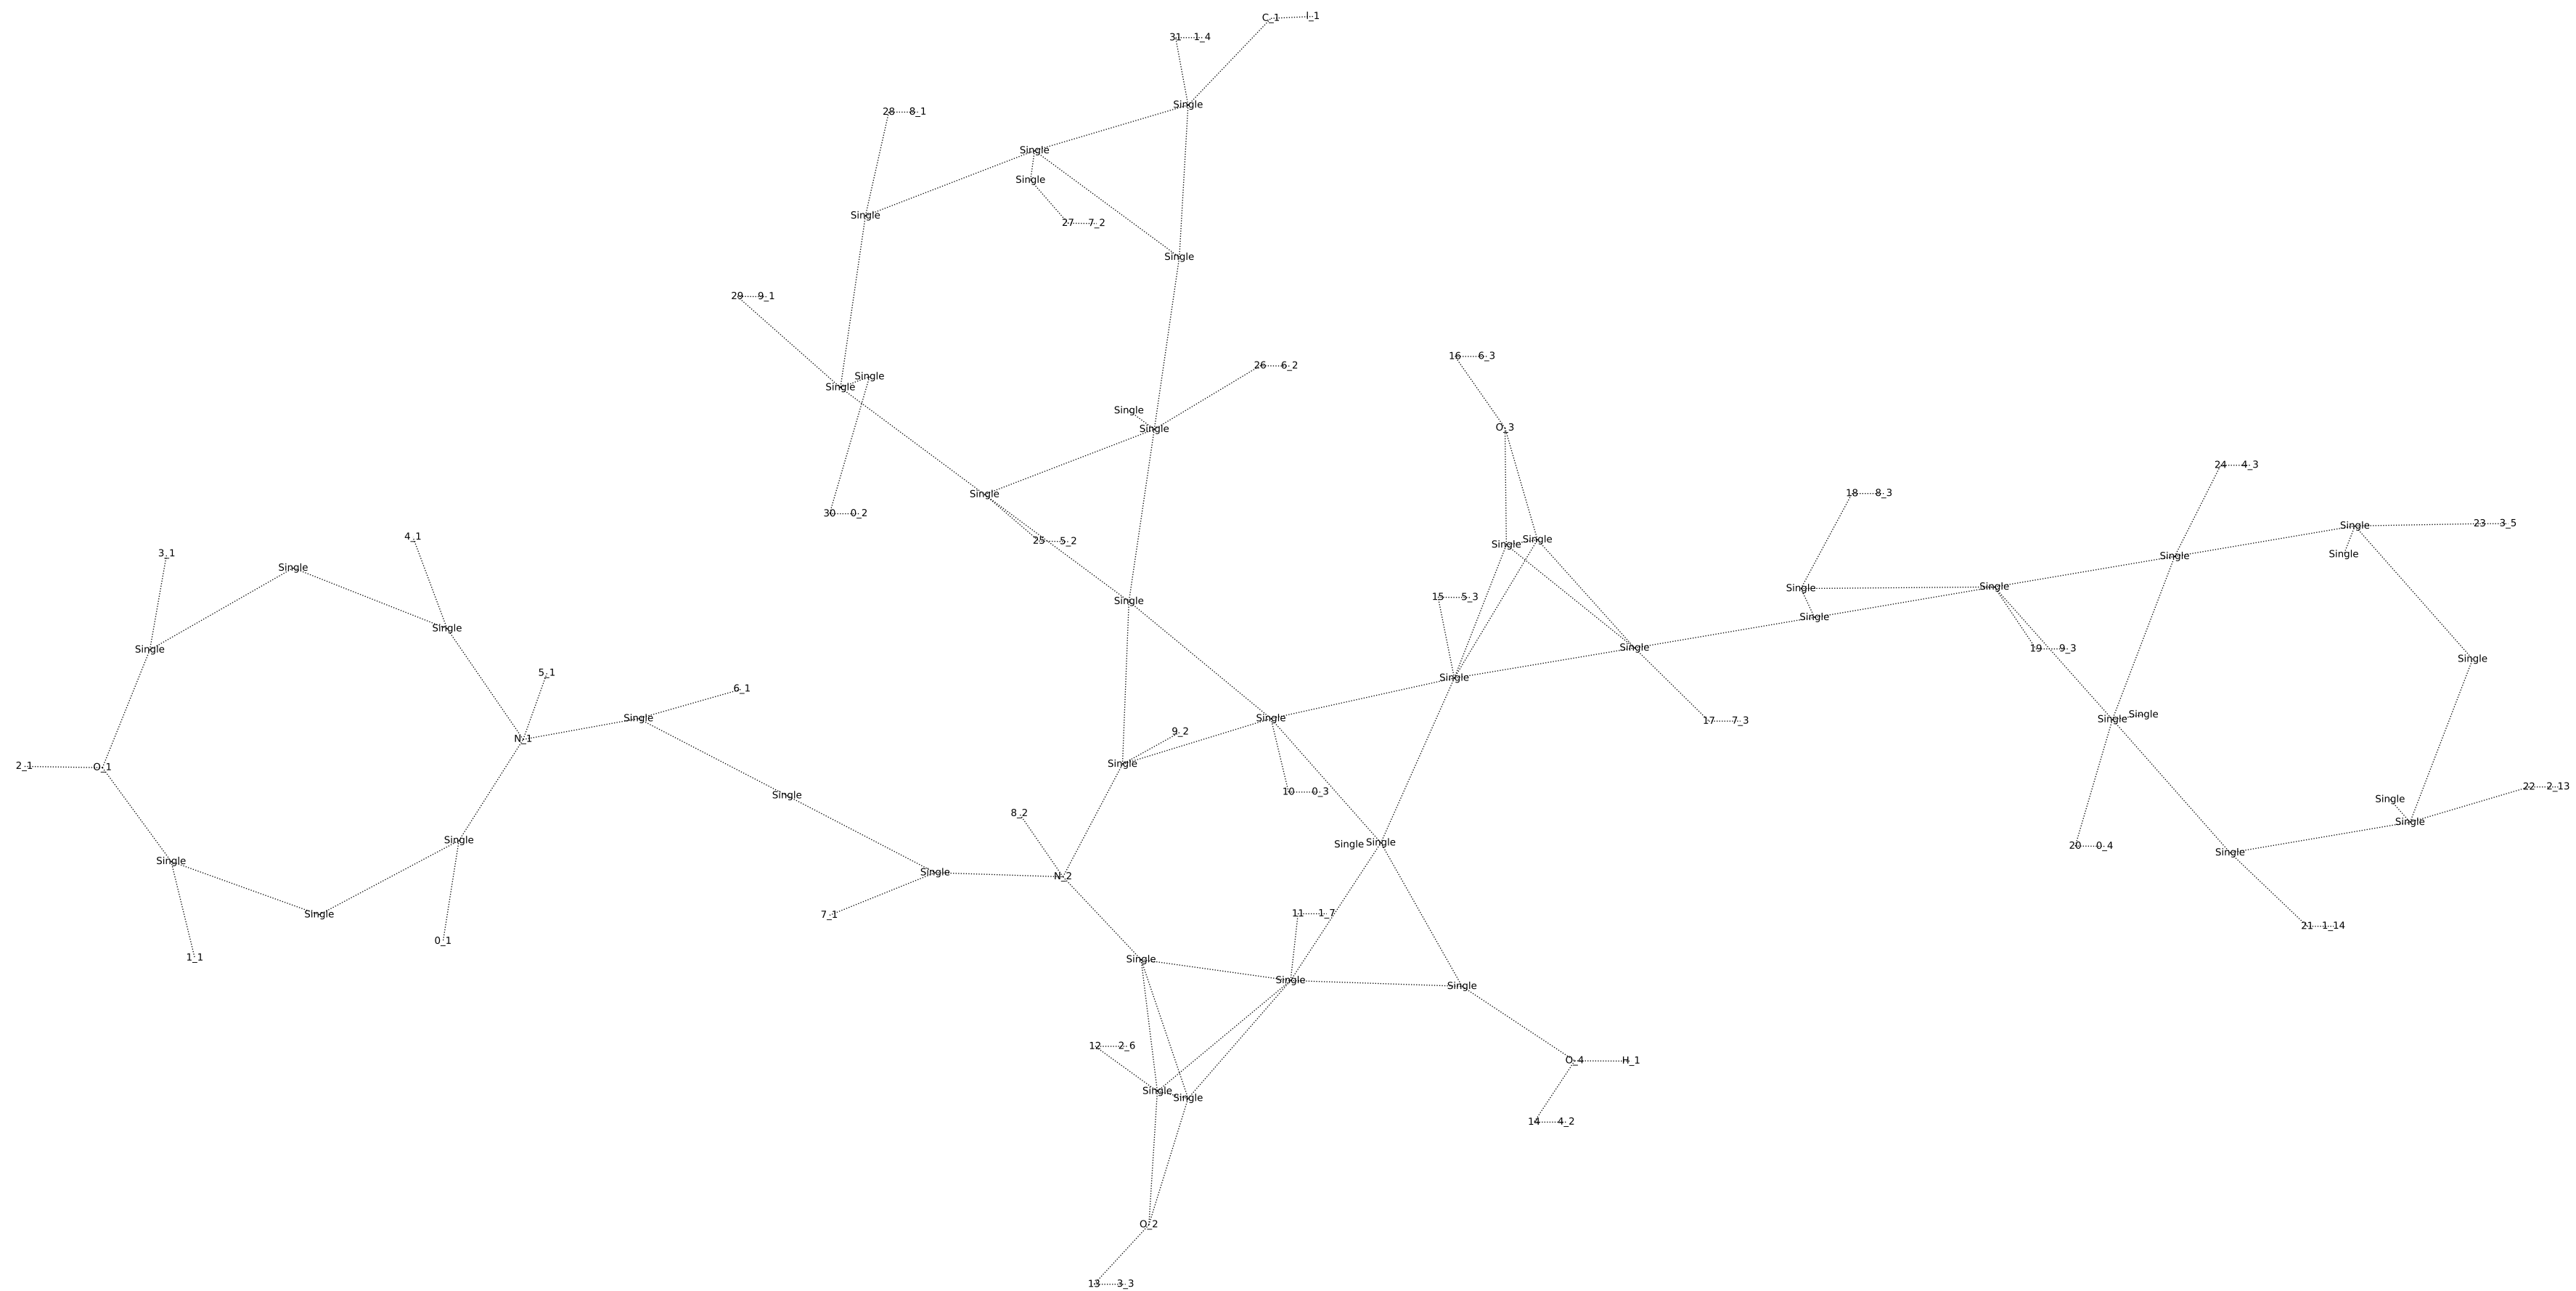 C_1 I_1
31 1_4
Single
28 8_1
Single
Single
27 7_2
Single
Single
29 9_1
16 6_3
26 6_2
Single
Single
Single
O_3
Single
24 4_3
18 8_3
Single
30 0_2
23 3_5
Single
4_1
25 5_2
Single
Single
3_1
Single
Single
Single
Single
Single
Single
15 5_3
Single
Single
Single
Single
19 9_3
Single
Single
5_1
Single
6_1
Single
Single
Single
Single
17 7_3
9_2
N_1
Single
2_1
O_1
22 2_13
10 0_3
Single
Single
8_2
Single
Single
Single
Single
20 0_4
Single
Single
Single
N_2
11 1_7
7_1
Single
21 1_14
0_1
1_1
Single
Single
Single
12 2_6
O_4 H_1
Single
Single
14 4_2
O_2
13 3_3